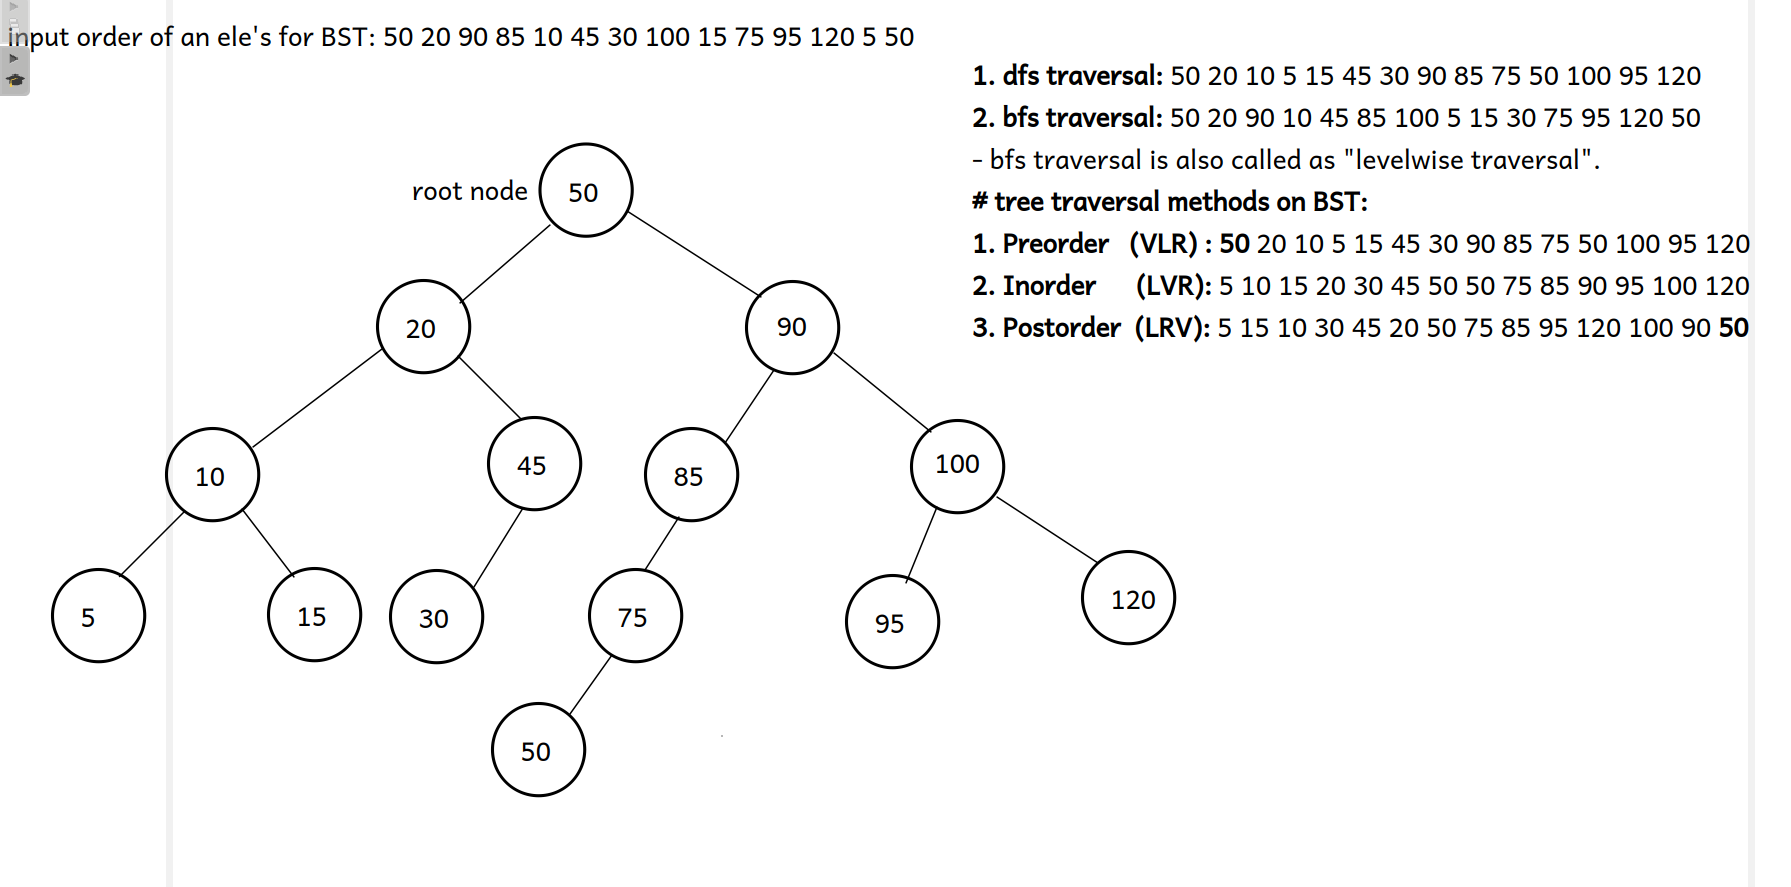 input order of an ele's for BST: 50 20 90 85 10 45 30 100 15 75 95 120 5 50
1. dfs traversal: 50 20 10 5 15 45 30 90 85 75 50 100 95 120
2. bfs traversal: 50 20 90 10 45 85 100 5 15 30 75 95 120 50
- bfs traversal is also called as "levelwise traversal".
# tree traversal methods on BST:
1. Preorder (VLR) : 50 20 10 5 15 45 30 90 85 75 50 100 95 120
2. Inorder (LVR): 5 10 15 20 30 45 50 50 75 85 90 95 100 120
3. Postorder (LRV): 5 15 10 30 45 20 50 75 85 95 120 100 90 50
root node 50
20 90
10 45 85 100
5 15 30 75 95 120
50